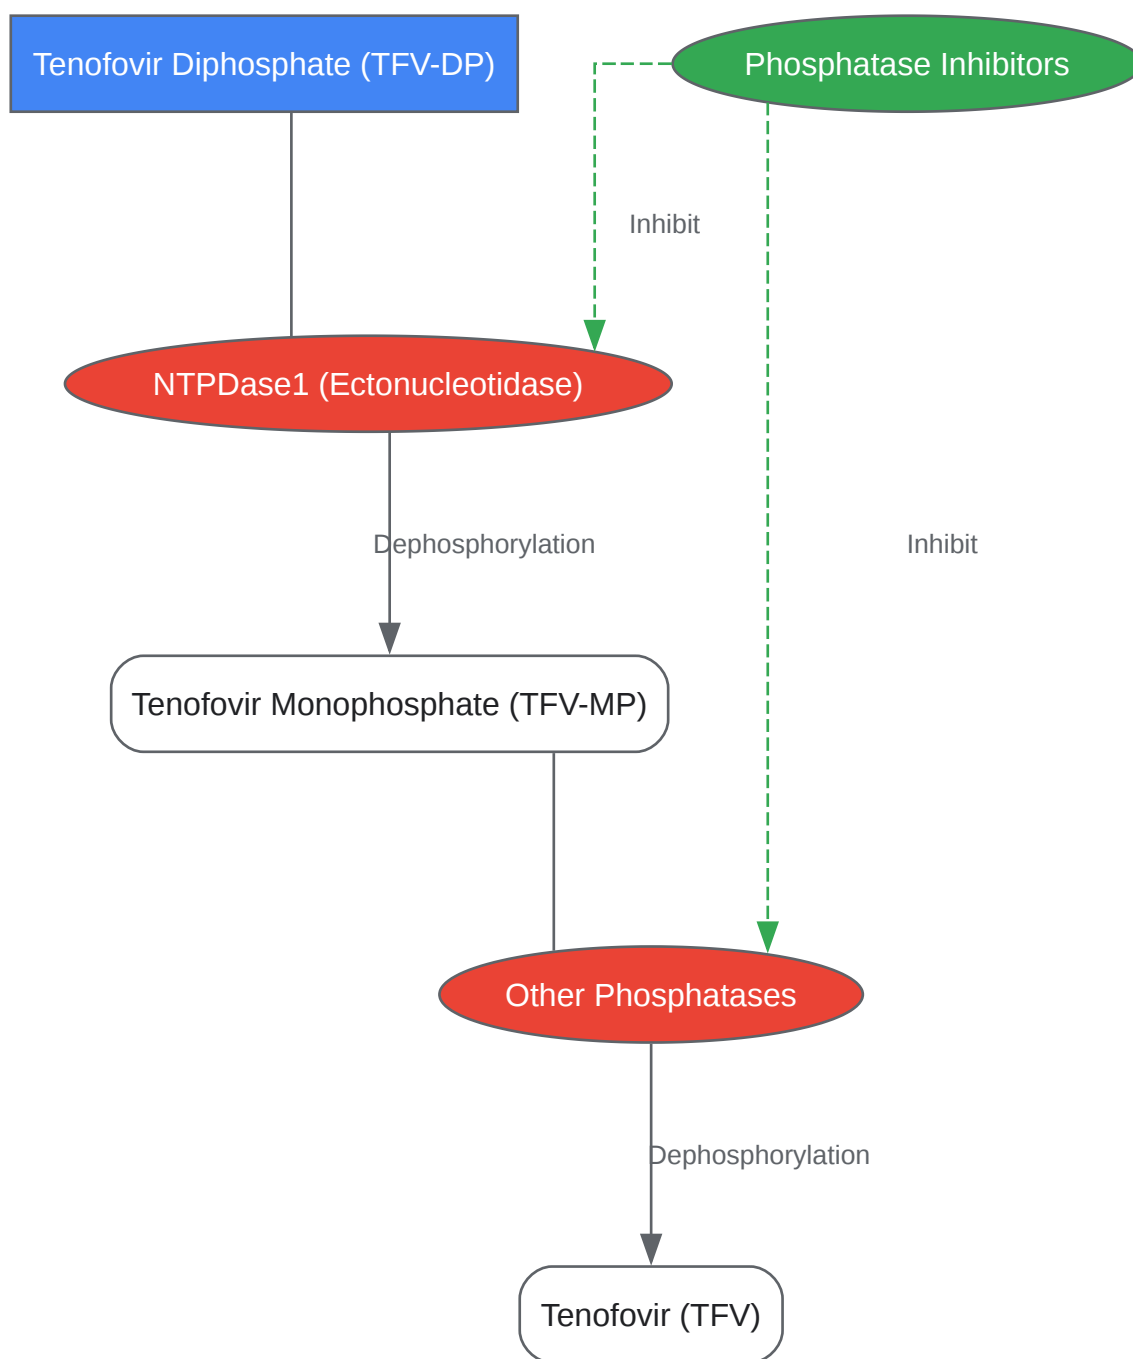 Tenofovir Diphosphate (TFV-DP)
Phosphatase Inhibitors
Inhibit
NTPDase1 (Ectonucleotidase)
Dephosphorylation
Inhibit
Tenofovir Monophosphate (TFV-MP)
Other Phosphatases
Dephosphorylation
Tenofovir (TFV)